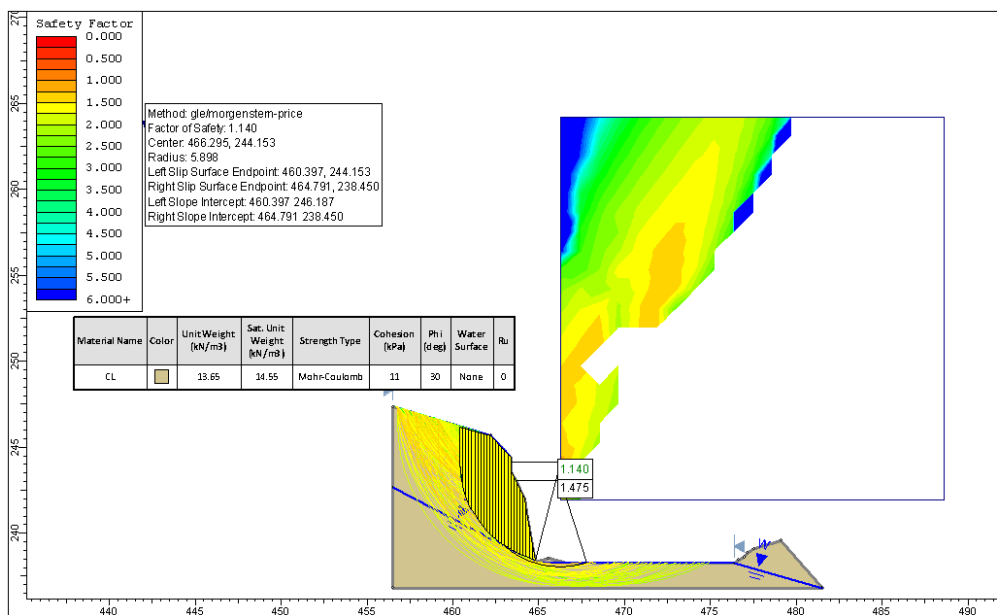 Safety Factor
0.000
0.500
1.000
1.500
2.000
2.500
3.000
3.500
4.000
4.500
5.000
5.500
6.000+
Method: gle/morgenstern-price
Factor of Safety: 1.140
Center: 466.295, 244.153
Radius: 5.898
Left Slip Surface Endpoint: 460.397, 244.153
Right Slip Surface Endpoint: 464.791, 238.450
Left Slope Intercept: 460.397 246.187
Right Slope Intercept: 464.791 238.450
Material Name Color Unit Weight (kN/m3) Sat. Unit Weight (kN/m3) Strength Type Cohesion (kPa) Phi (deg) Water Surface Ru
CL 13.65 14.55 Mohr-Coulomb 11 30 None 0
1.140
1.475
W
270
265
260
255
250
245
240
440 445 450 455 460 465 470 475 480 485 490